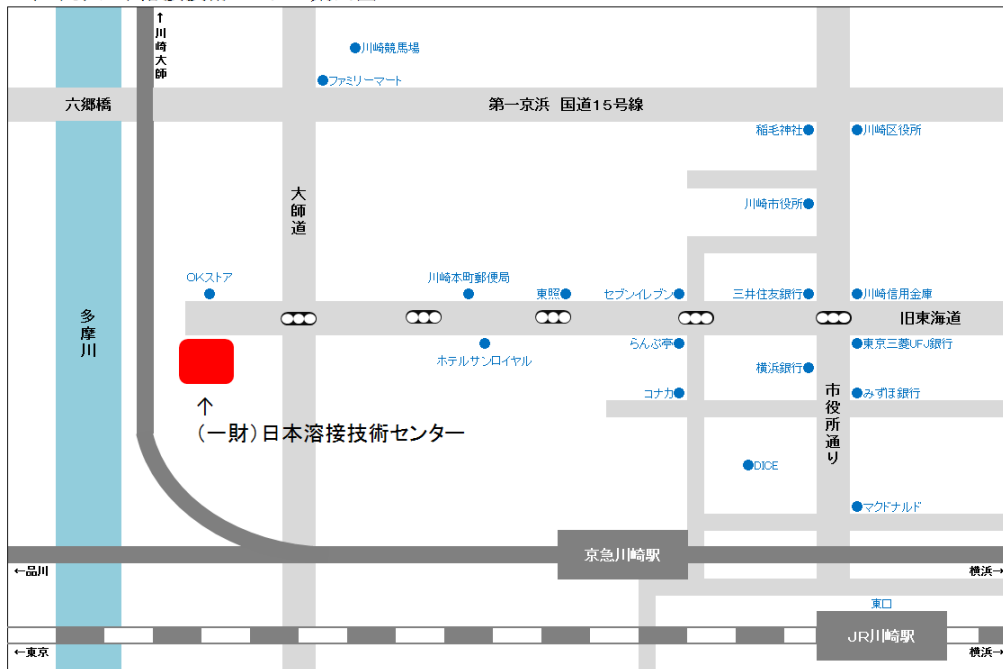 ↑川崎大師
川崎競馬場
ファミリーマート
六郷橋
第一京浜 国道15号線
稲毛神社
川崎区役所
大師道
川崎市役所
OKストア
川崎本町郵便局
東照
セブンイレブン
三井住友銀行
川崎信用金庫
多摩川
旧東海道
ホテルサンロイヤル
らんぷ亭
東京三菱UFJ銀行
横浜銀行
コナカ
みずほ銀行
市役所通り
↑
(一財)日本溶接技術センター
DICE
マクドナルド
京急川崎駅
←品川
横浜→
東口
JR川崎駅
←東京
横浜→